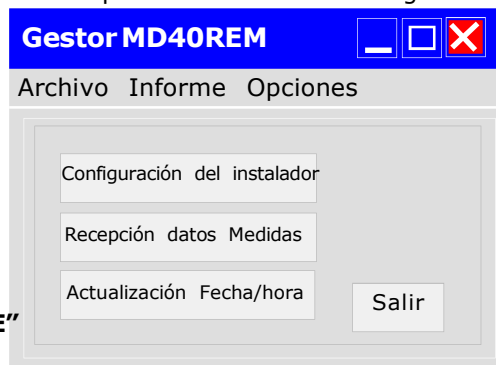 Gestor MD40REM
Archivo Informe Opciones
Configuración del instalador
Recepción datos Medidas
Actualización Fecha/hora
Salir
E”